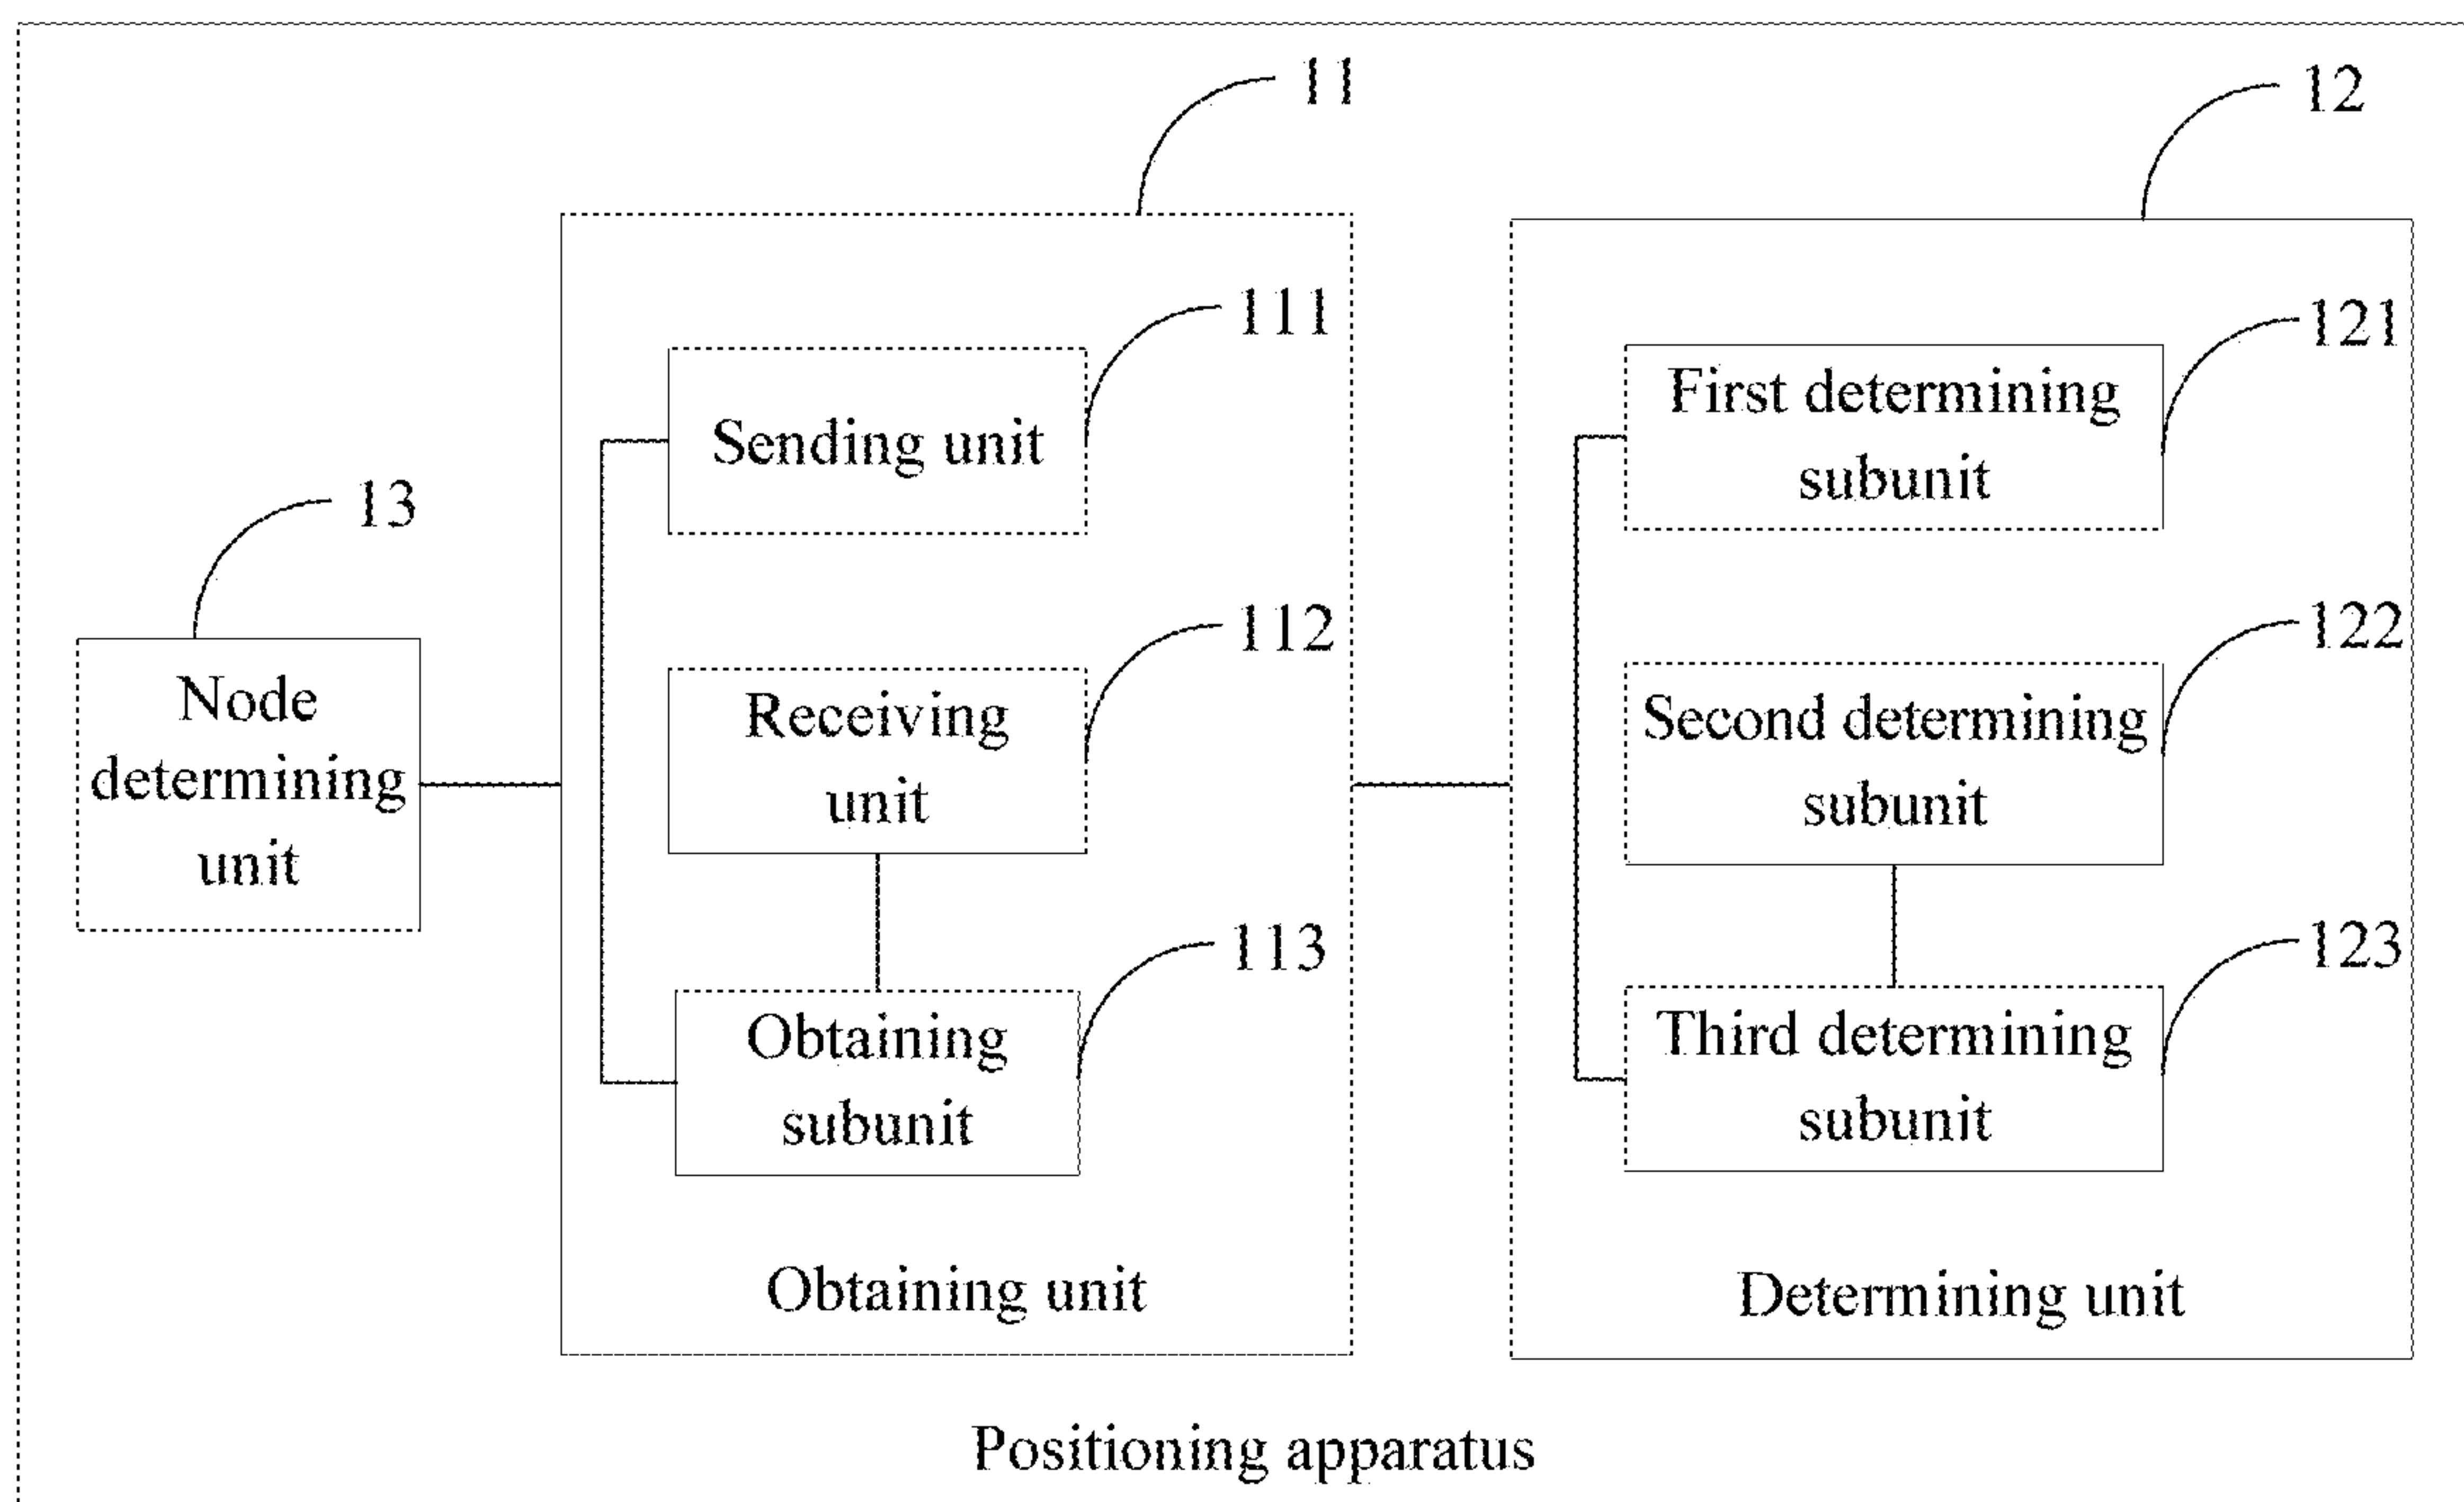 11
12
111
121
Sending unit
First determining
subunit
13
112
122
Node
determining
unit
Receiving
unit
Second determining
subunit
113
123
Obtaining
subunit
Third determining
subunit
Obtaining unit
Determining unit
Positioning apparatus